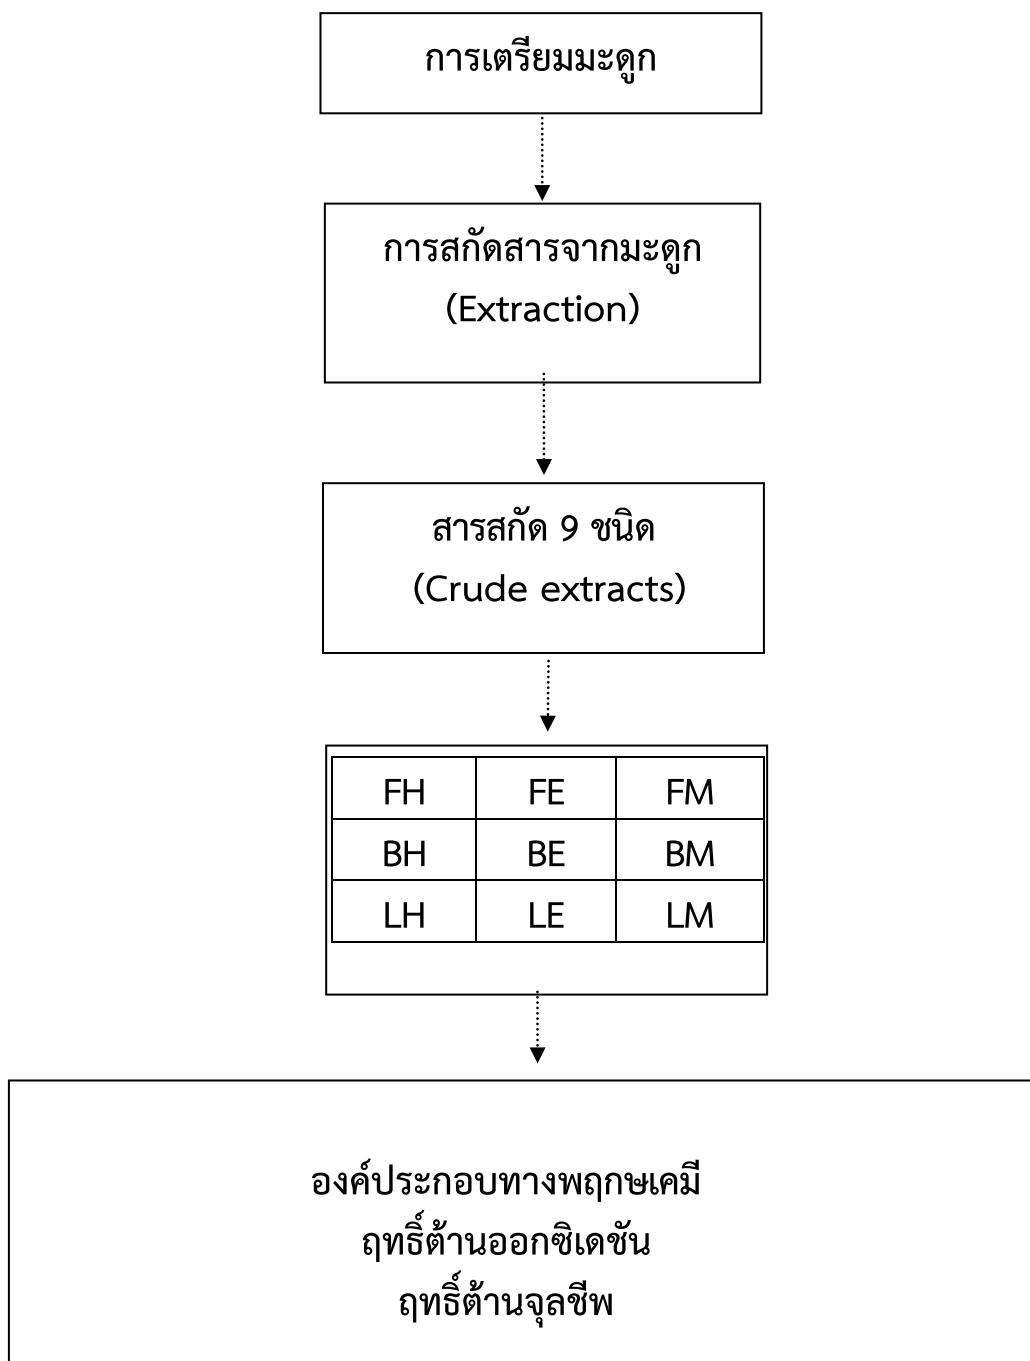 การเตรียมมะดูก
การสกัดสารจากมะดูก
(Extraction)
สารสกัด 9 ชนิด
(Crude extracts)
FH FE FM
BH BE BM
LH LE LM
องค์ประกอบทางพฤกษเคมี
ฤทธิ์ต้านออกซิเดชัน
ฤทธิ์ต้านจุลชีพ